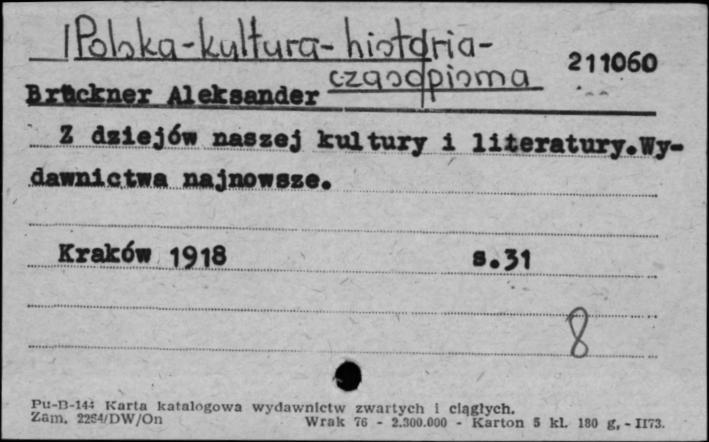 Polska-kultura-historia-
czasopisma 211060
Brückner Aleksander
Z dziejów naszej kultury i literatury.Wy-
dawnictwa najnowsze.
Kraków 1918 s.31
8
Pu-B-144 Karta katalogowa wydawnictw zwartych i ciągłych.
Zam. 2254/DW/On Wrak 76 - 2.300.000 - Karton 5 kl. 180 g, - II73.